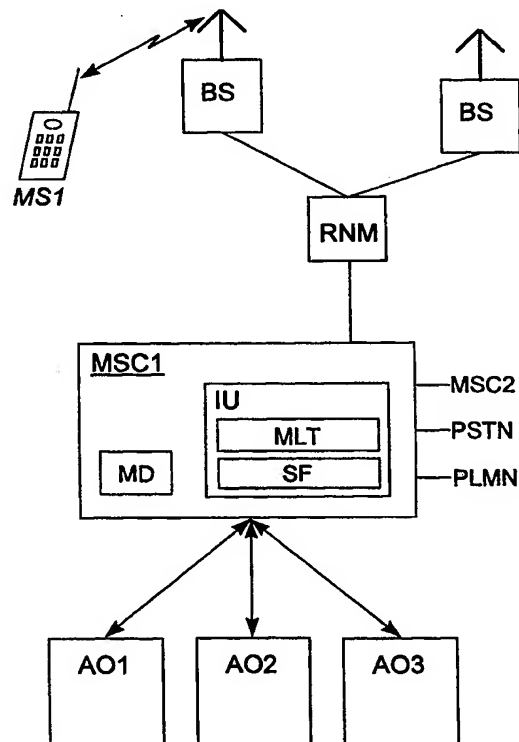 BS
BS
MS1
RNM
MSC1
IU
MLT
SF
MD
MSC2
PSTN
PLMN
AO1
AO2
AO3